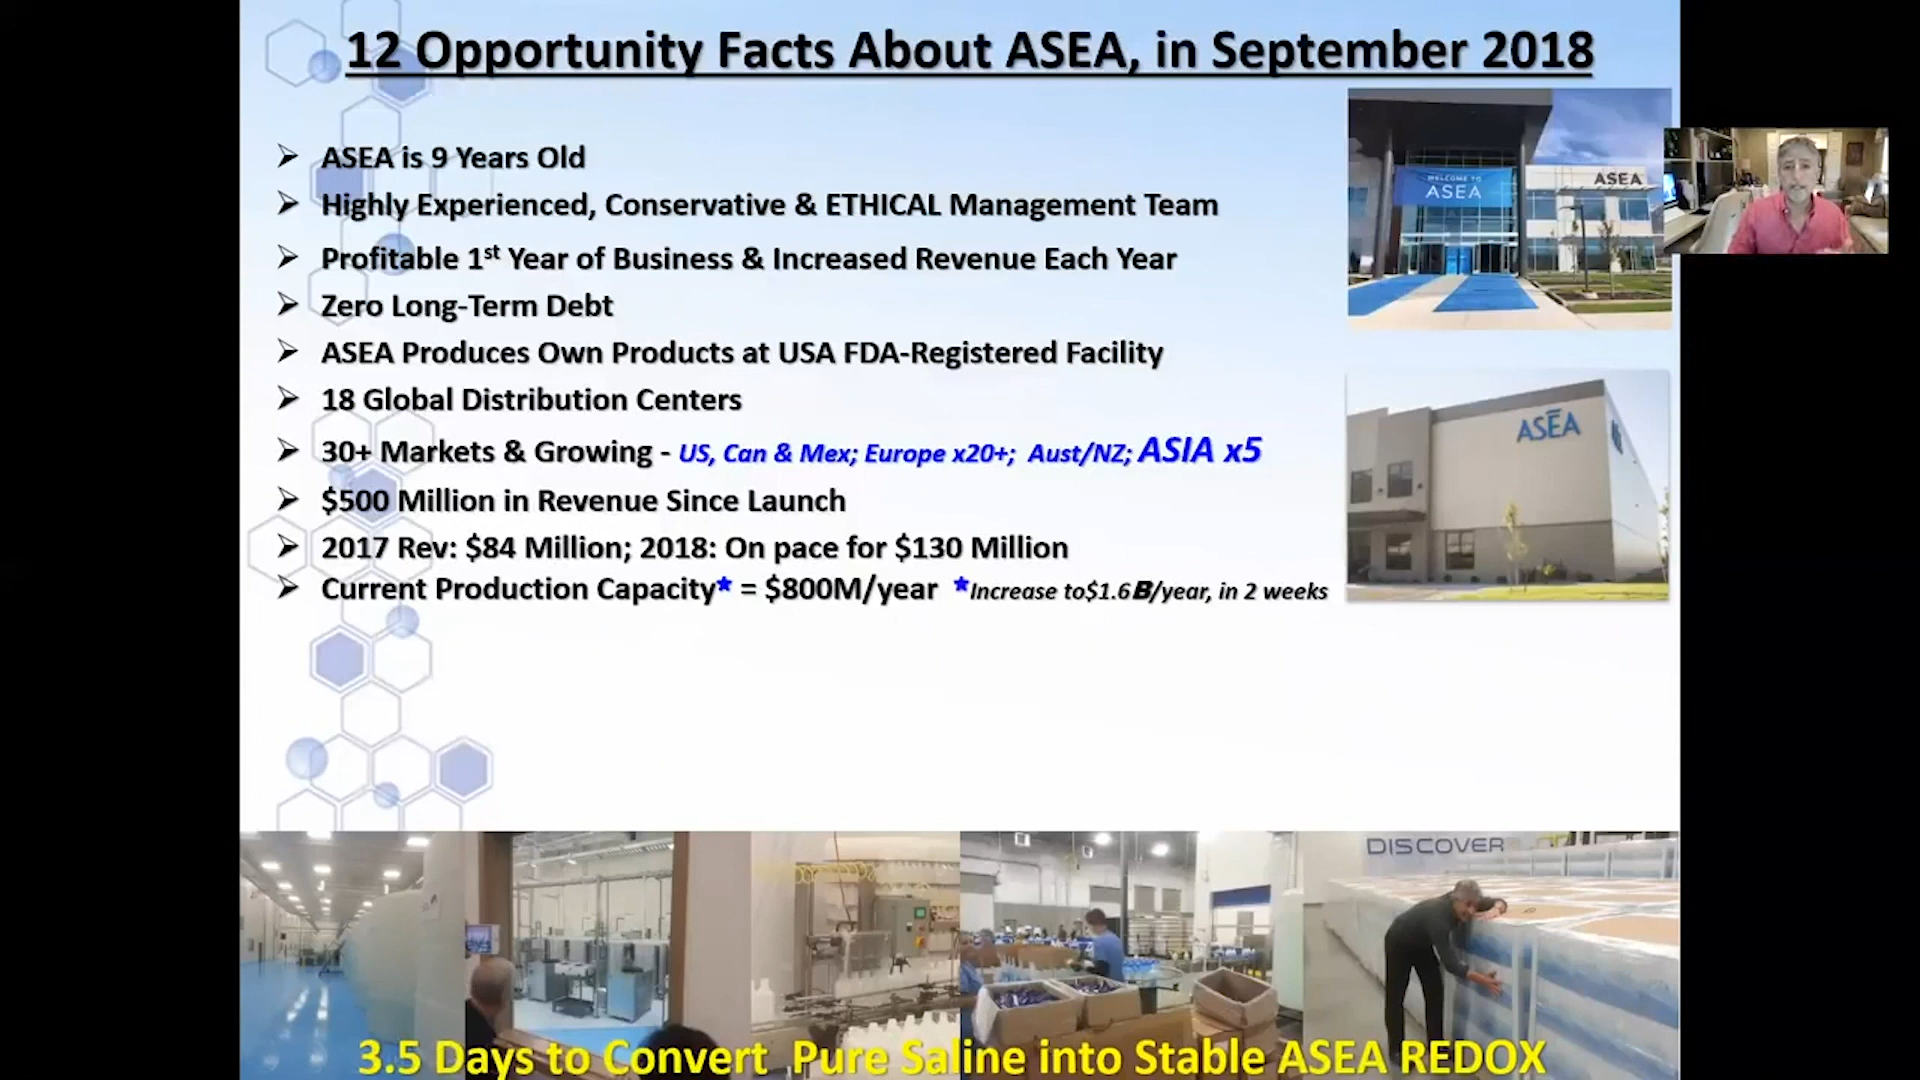 12 Opportunity Facts About ASEA, in September 2018
ASEA is 9 Years Old
Highly Experienced, Conservative & ETHICAL Management Team
Profitable 1st Year of Business & Increased Revenue Each Year
Zero Long-Term Debt
ASEA Produces Own Products at USA FDA-Registered Facility
18 Global Distribution Centers
30+ Markets & Growing - US, Can & Mex; Europe x20+; Aust/NZ; ASIA x5
$500 Million in Revenue Since Launch
2017 Rev: $84 Million; 2018: On pace for $130 Million
Current Production Capacity* = $800M/year *Increase to$1.6B/year, in 2 weeks
WELCOME TO
ASEA
ASEA
ASEA
DISCOVER
3.5 Days to Convert Pure Saline into Stable ASEA REDOX